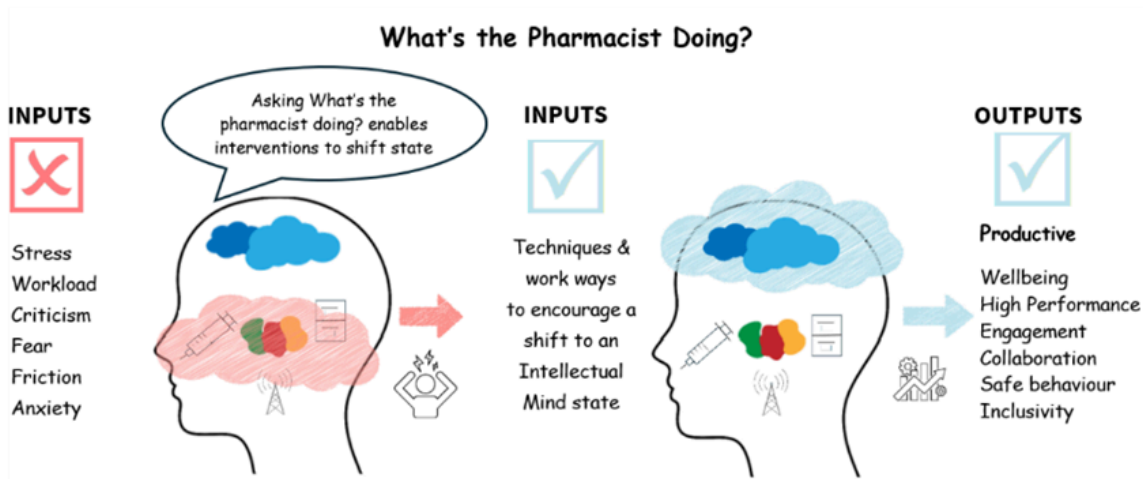 What's the Pharmacist Doing?
INPUTS
Stress
Workload
Criticism
Fear
Friction
Anxiety
Asking What's the
pharmacist doing? enables
interventions to shift state
INPUTS
Techniques &
work ways
to encourage a
shift to an
Intellectual
Mind state
OUTPUTS
Productive
Wellbeing
High Performance
Engagement
Collaboration
Safe behaviour
Inclusivity